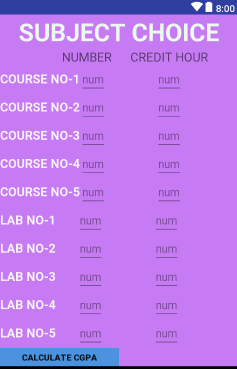 8:00
SUBJECT CHOICE
NUMBER CREDIT HOUR
COURSE NO-1 num num
COURSE NO-2 num num
COURSE NO-3 num num
COURSE NO-4 num num
COURSE NO-5 num num
LAB NO-1 num num
LAB NO-2 num num
LAB NO-3 num num
LAB NO-4 num num
LAB NO-5 num num
CALCULATE CGPA